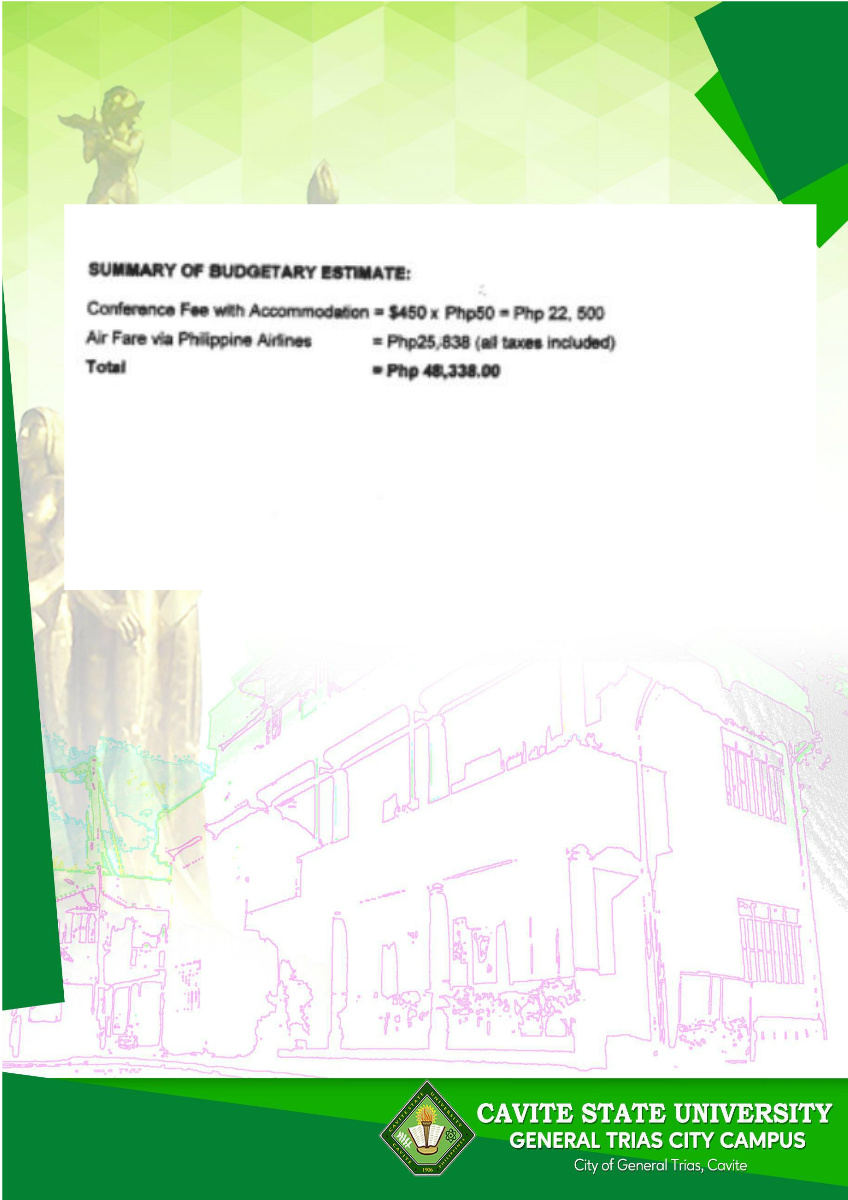 SUMMARY OF BUDGETARY ESTIMATE:
Conference Fee with Accommodation = $450 x Php50 = Php 22, 500
Air Fare via Philippine Airlines = Php25,838 (all taxes included)
Total = Php 48,338.00
CAVITE STATE UNIVERSITY
GENERAL TRIAS CITY CAMPUS
City of General Trias, Cavite
1906